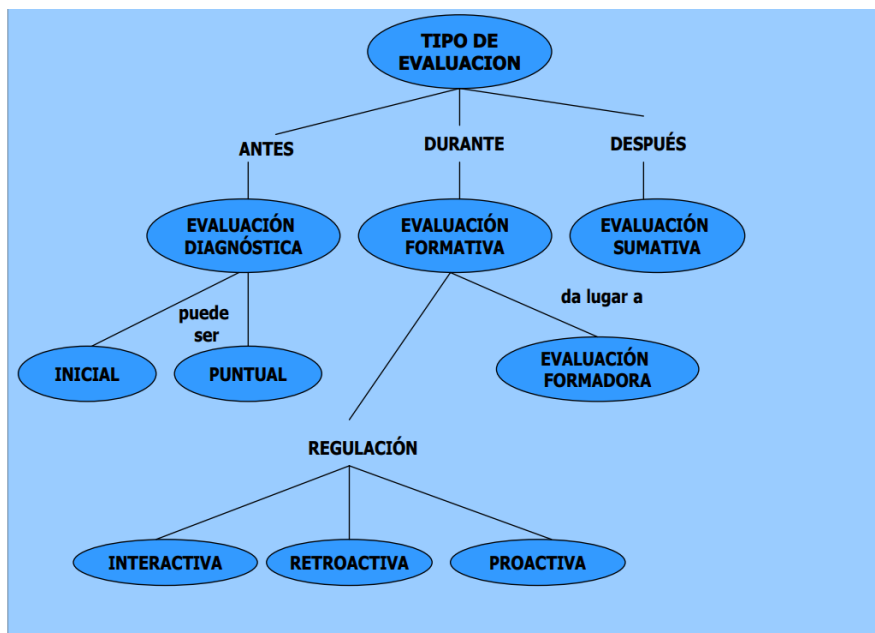 TIPO DE
EVALUACION
ANTES
DURANTE
DESPUÉS
EVALUACIÓN
DIAGNÓSTICA
EVALUACIÓN
FORMATIVA
EVALUACIÓN
SUMATIVA
puede
ser
da lugar a
INICIAL
PUNTUAL
EVALUACIÓN
FORMADORA
REGULACIÓN
INTERACTIVA
RETROACTIVA
PROACTIVA